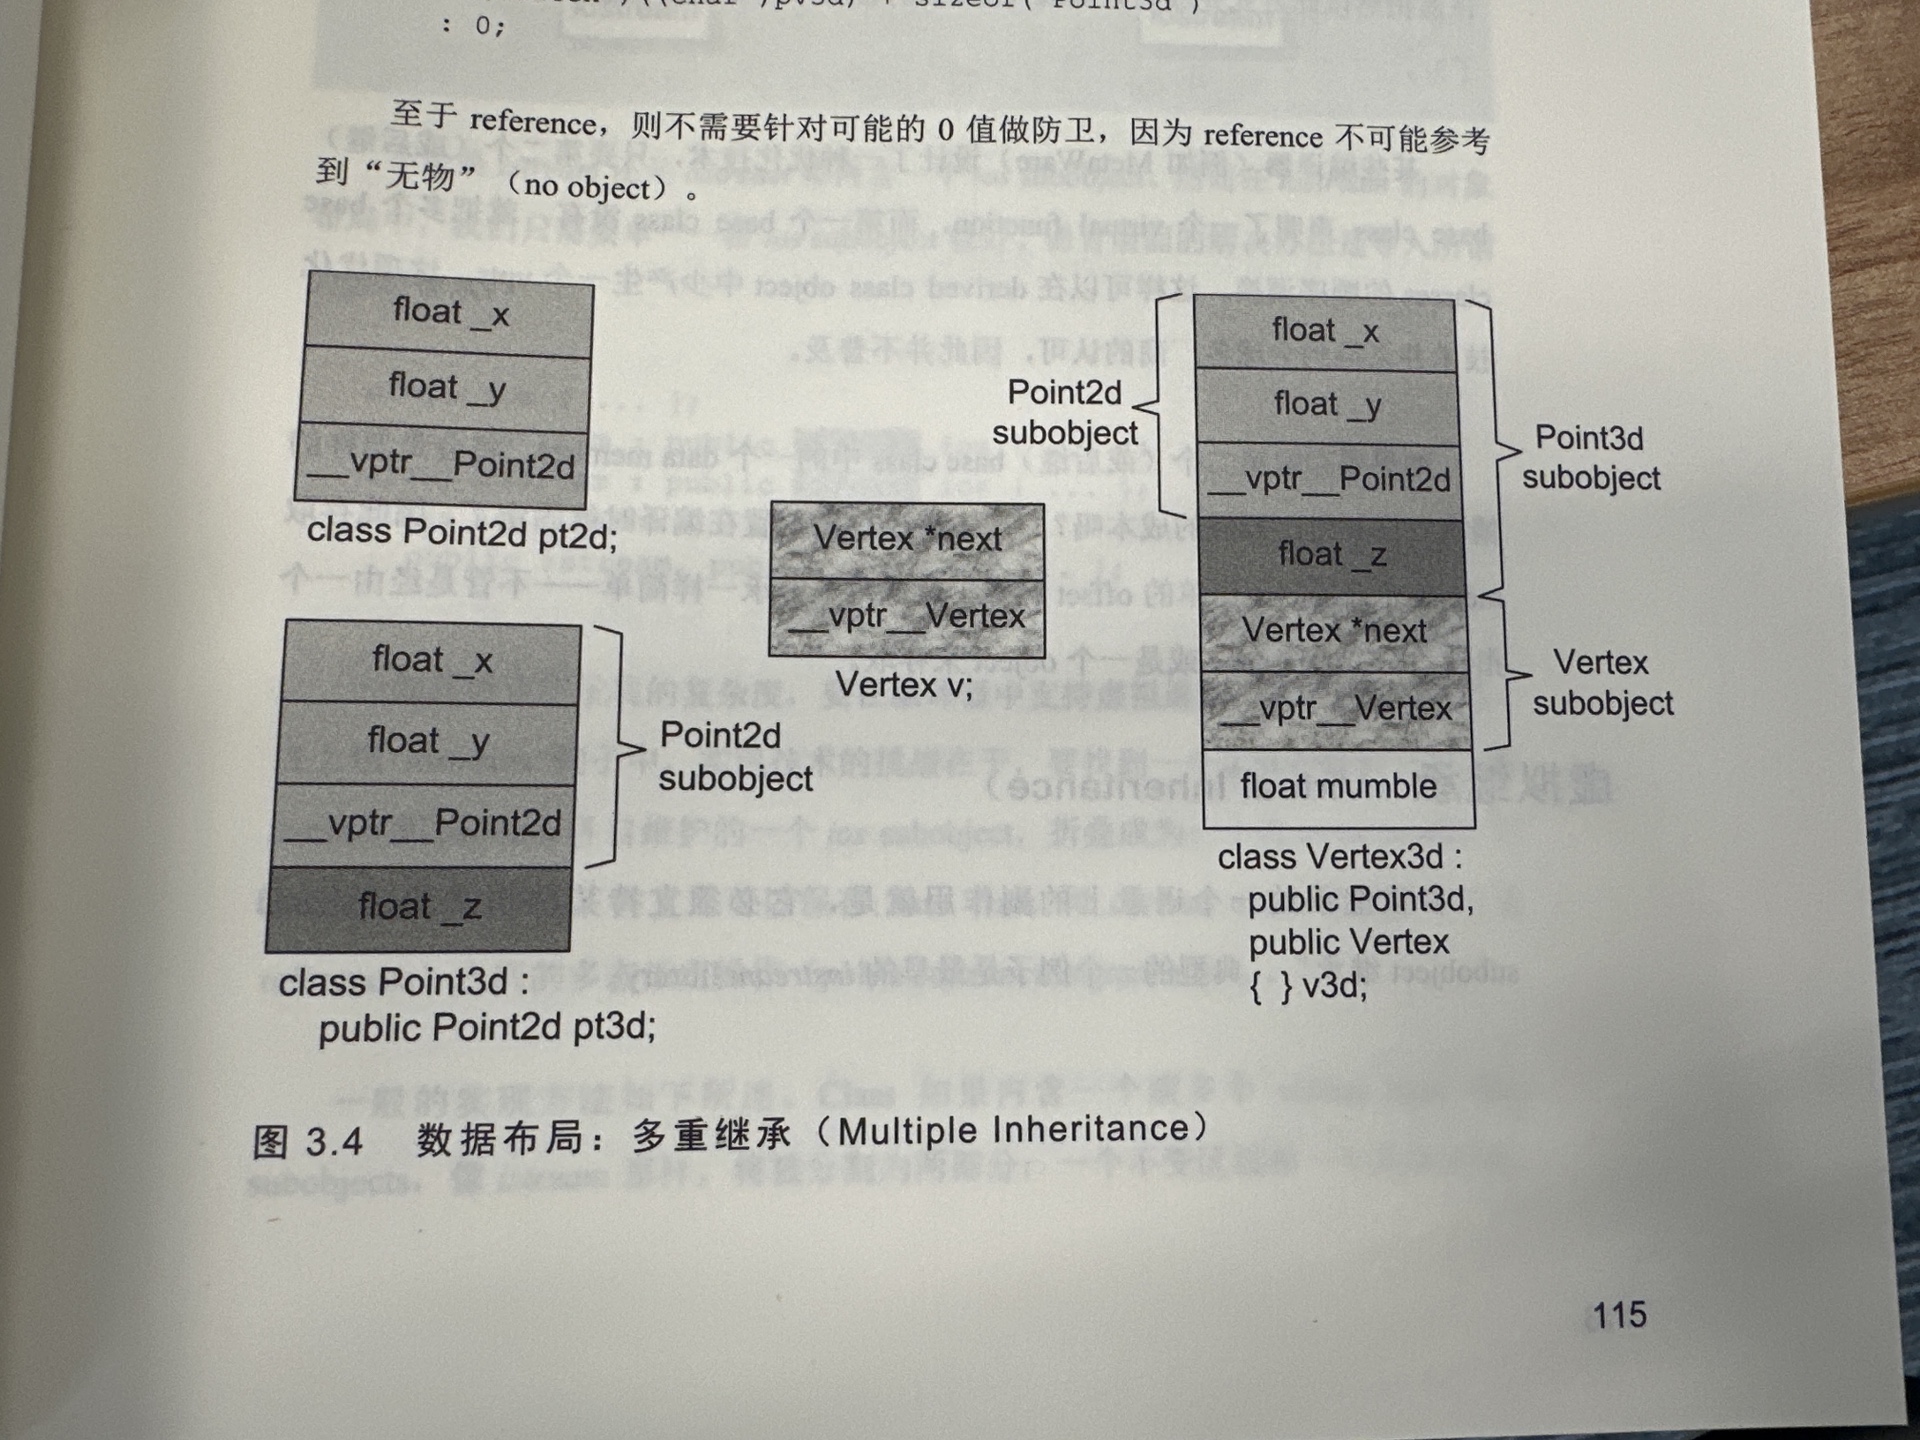 : 0;
至于 reference，则不需要针对可能的 0 值做防卫，因为 reference 不可能参考
到“无物”（no object）。
float _x
float _y
__vptr__Point2d
class Point2d pt2d;
float _x
float _y
__vptr__Point2d
float _z
Point2d
subobject
class Point3d :
public Point2d pt3d;
Vertex *next
__vptr__Vertex
Vertex v;
Point2d
subobject
float _x
float _y
__vptr__Point2d
float _z
Vertex *next
__vptr__Vertex
float mumble
Point3d
subobject
Vertex
subobject
class Vertex3d :
public Point3d,
public Vertex
{ } v3d;
图 3.4 数据布局：多重继承（Multiple Inheritance）
115